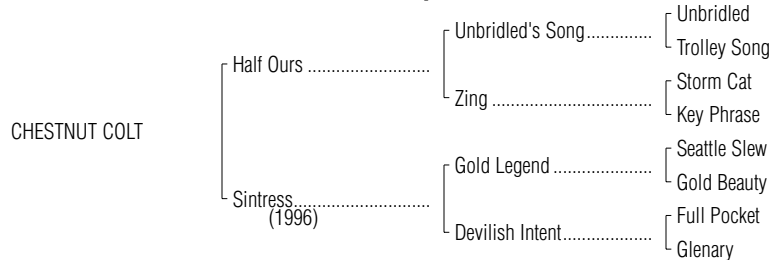 Unbridled
Unbridled's Song..............
Trolley Song
Half Ours ............................
Storm Cat
Zing ....................................
Key Phrase
CHESTNUT COLT
Seattle Slew
Gold Legend ......................
Gold Beauty
Sintress...............................
(1996)
Full Pocket
Devilish Intent....................
Glenary